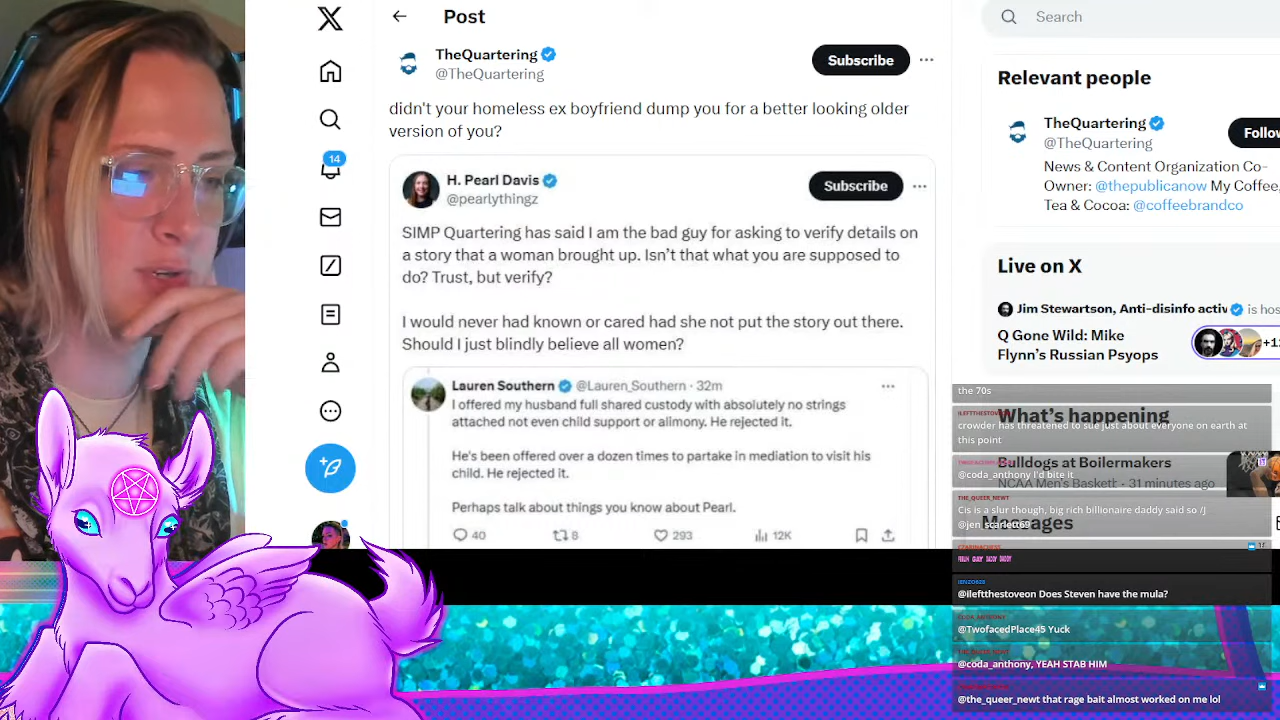 Post
TheQuartering
@TheQuartering
Subscribe
didn't your homeless ex boyfriend dump you for a better looking older
version of you?
H. Pearl Davis
@pearlythingz
Subscribe
SIMP Quartering has said I am the bad guy for asking to verify details on
a story that a woman brought up. Isn't that what you are supposed to
do? Trust, but verify?
I would never had known or cared had she not put the story out there.
Should I just blindly believe all women?
Lauren Southern @Lauren_Southern · 32m
I offered my husband full shared custody with absolutely no strings
attached not even child support or alimony. He rejected it.
He's been offered over a dozen times to partake in mediation to visit his
child. He rejected it.
Perhaps talk about things you know about Pearl.
40 8 293 12K
14
Search
Relevant people
TheQuartering
@TheQuartering
Follo
News & Content Organization Co-
Owner: @thepublicanow My Coffee,
Tea & Cocoa: @coffeebrandco
Live on X
Jim Stewartson, Anti-disinfo activ is hos
Q Gone Wild: Mike
Flynn's Russian Psyops
What's happening
Bulldogs at Boilermakers
NCAA Men's Basketb · 31 minutes ago
Messages
the 70s
ILEFTTHESTOVEON
crowder has threatened to sue just about everyone on earth at
this point
@coda_anthony I'd bite it
THE_QUEER_NEWT
Cis is a slur though, big rich billionaire daddy said so /J
@jen_scarlett69
@ileftthestoveon Does Steven have the mula?
@TwofacedPlace45 Yuck
@coda_anthony, YEAH STAB HIM
@the_queer_newt that rage bait almost worked on me lol